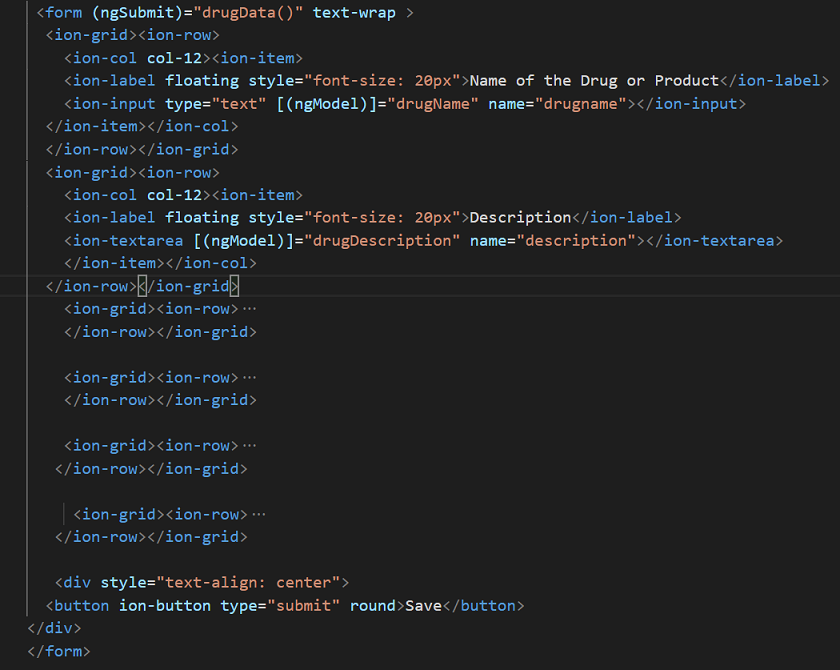 <form (ngSubmit)="drugData()" text-wrap >
<ion-grid><ion-row>
<ion-col col-12><ion-item>
<ion-label floating style="font-size: 20px">Name of the Drug or Product</ion-label>
<ion-input type="text" [(ngModel)]="drugName" name="drugname"></ion-input>
</ion-item></ion-col>
</ion-row></ion-grid>
<ion-grid><ion-row>
<ion-col col-12><ion-item>
<ion-label floating style="font-size: 20px">Description</ion-label>
<ion-textarea [(ngModel)]="drugDescription" name="description"></ion-textarea>
</ion-item></ion-col>
</ion-row></ion-grid>
<ion-grid><ion-row>…
</ion-row></ion-grid>
<ion-grid><ion-row>…
</ion-row></ion-grid>
<ion-grid><ion-row>…
</ion-row></ion-grid>
<ion-grid><ion-row>…
</ion-row></ion-grid>
<div style="text-align: center">
<button ion-button type="submit" round>Save</button>
</div>
</form>